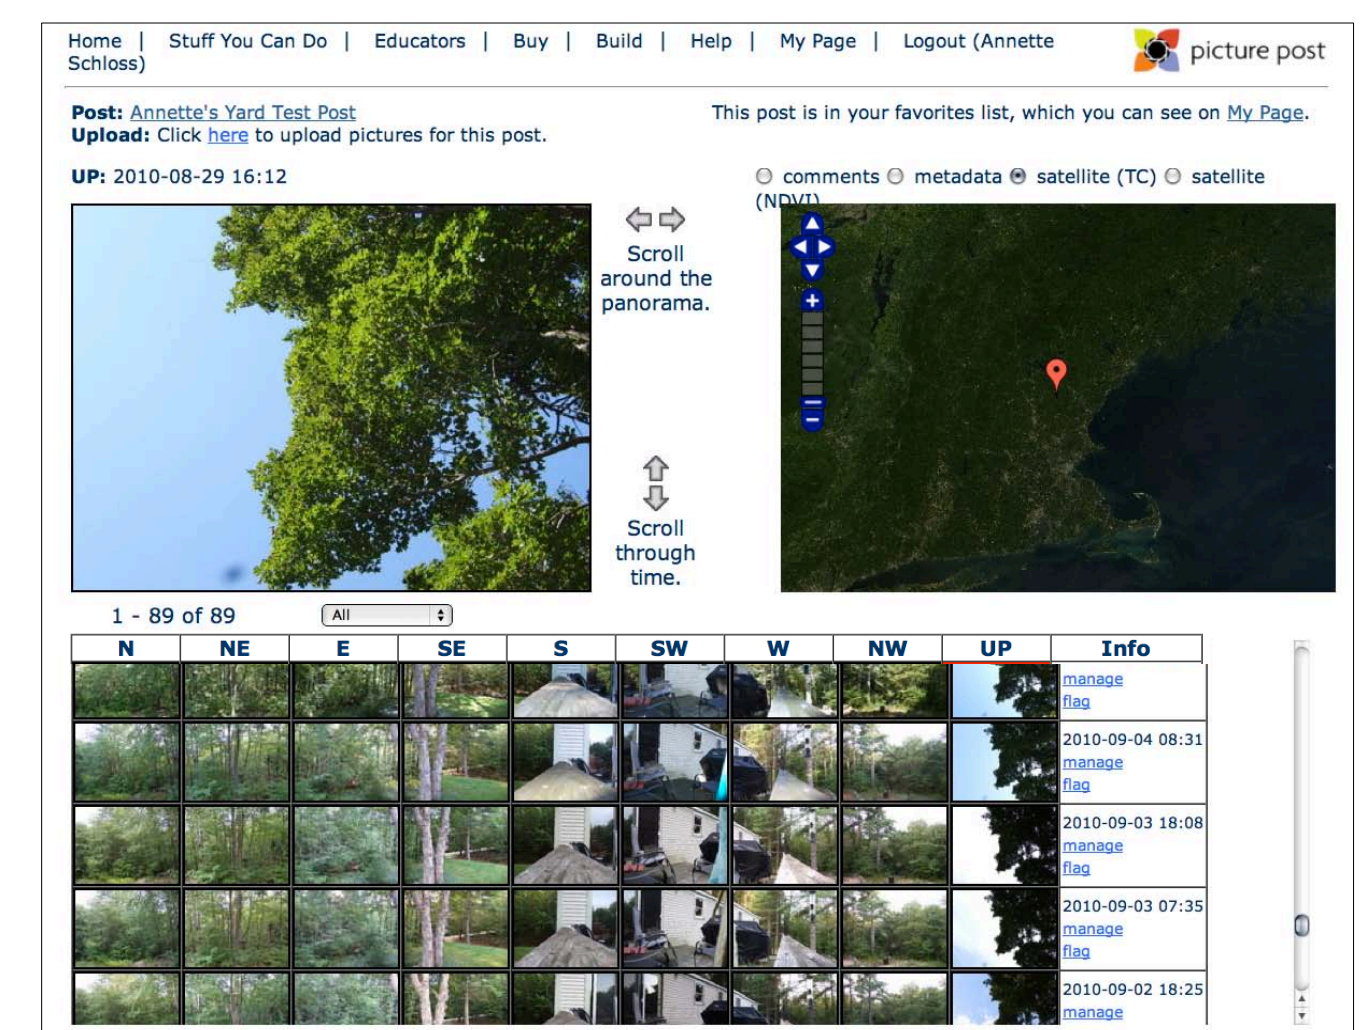 Home | Stuff You Can Do | Educators | Buy | Build | Help | My Page | Logout (Annette
Schloss)
picture post
Post: Annette's Yard Test Post
This post is in your favorites list, which you can see on My Page.
Upload: Click here to upload pictures for this post.
UP: 2010-08-29 16:12
comments metadata satellite (TC) satellite
(NDVI)
Scroll
around the
panorama.
Scroll
through
time.
1 - 89 of 89
All
N NE E SE S SW W NW UP Info
manage
flag
2010-09-04 08:31
manage
flag
2010-09-03 18:08
manage
flag
2010-09-03 07:35
manage
flag
2010-09-02 18:25
manage